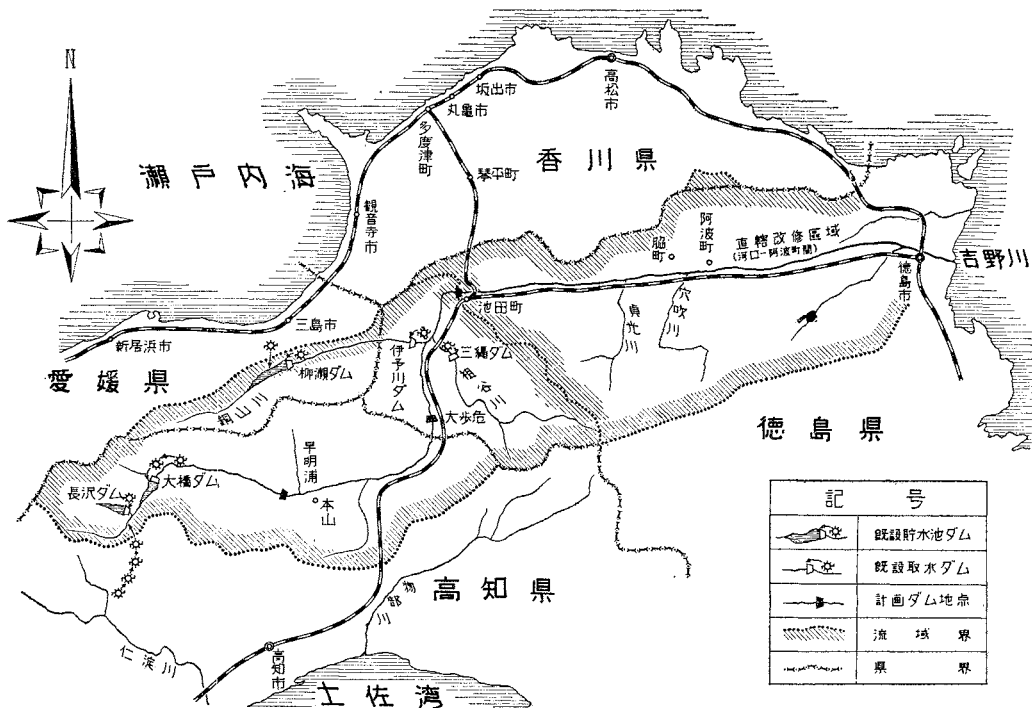 N
瀬戸内海
坂出市
丸亀市
多度津町
高松市
香川県
琴平町
観音寺市
脇町
阿波町
直轄改修区域
(河口-阿波町間)
吉野川
徳島市
池田町
貞光川
穴吹川
三島市
新居浜市
愛媛県
柳瀬ダム
銅山川
伊予川ダム
三縄ダム
祖谷川
大歩危
徳島県
早明浦
本山
長沢ダム
大橋ダム
高知県
物部川
仁淀川
高知市
土佐湾
記号
既設貯水池ダム
既設取水ダム
計画ダム地点
流域界
県界